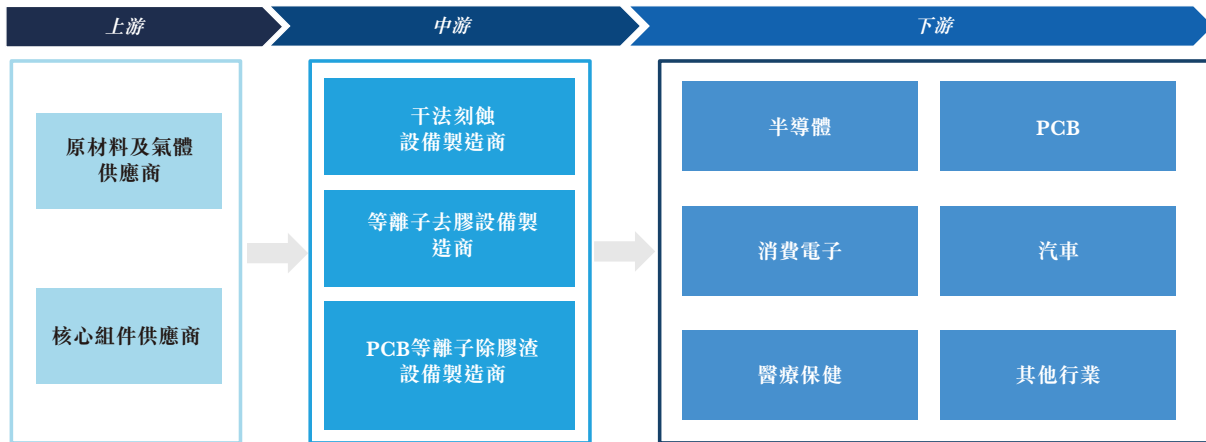 上游
中游
下游
原材料及氣體
供應商
核心組件供應商
干法刻蝕
設備製造商
等離子去膠設備製
造商
PCB等離子除膠渣
設備製造商
半導體
PCB
消費電子
汽車
醫療保健
其他行業